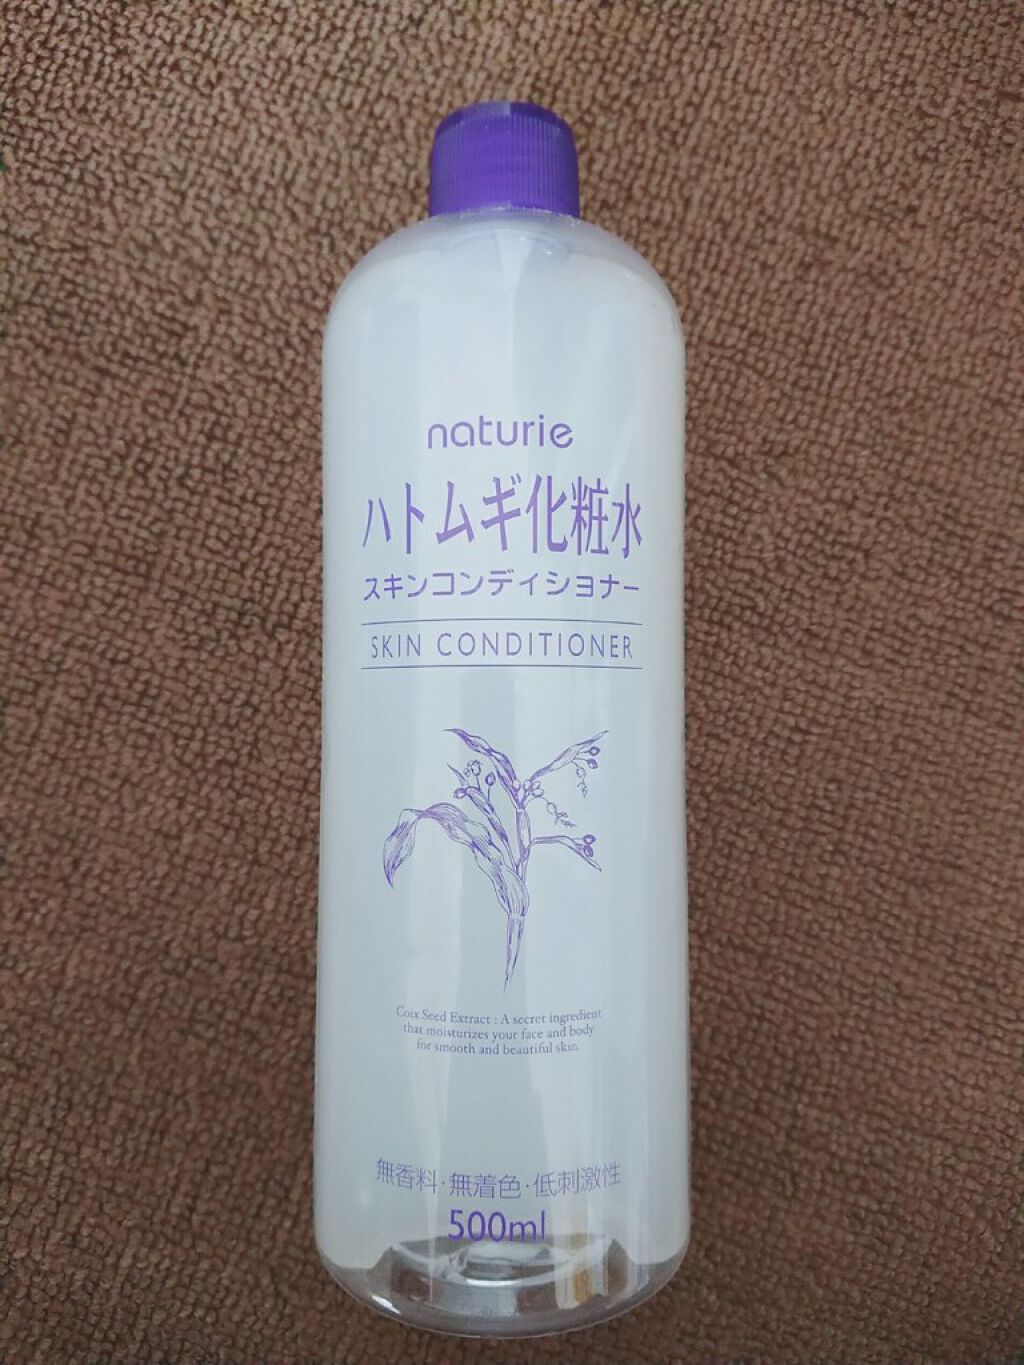 naturie
ハトムギ化粧水
スキンコンディショナー
SKIN CONDITIONER
Coix Seed Extract : A secret ingredient
that moisturizes your face and body
for smooth and beautiful skin.
無香料・無着色・低刺激性
500ml